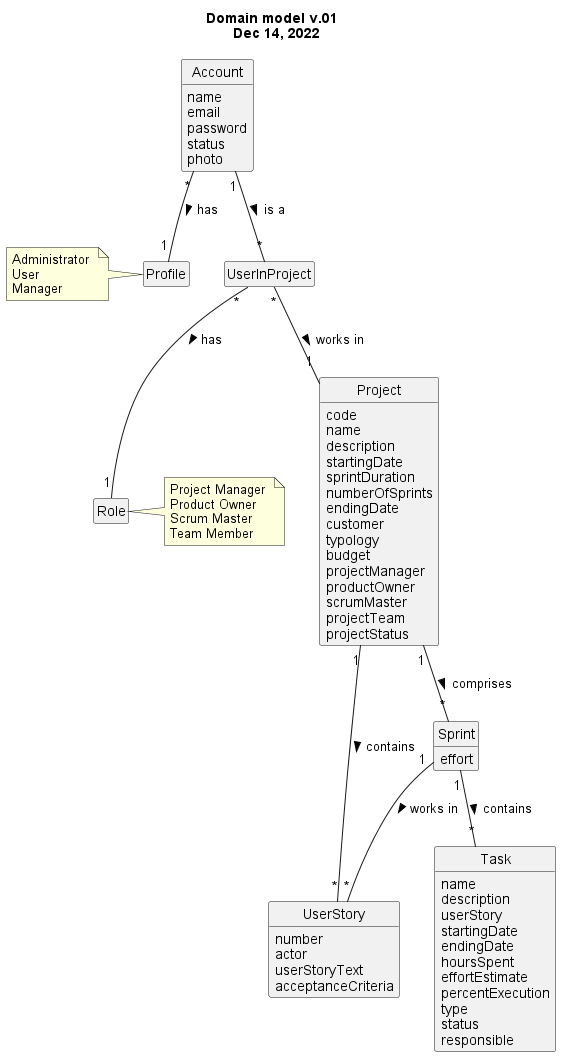 Domain model v.01
Dec 14, 2022
Account
name
email
password
status
photo
* 1
has is a
1 *
Administrator
User
Manager
Profile
UserInProject
* *
has works in
1
Project
code
name
description
startingDate
sprintDuration
numberOfSprints
endingDate
customer
typology
budget
projectManager
productOwner
scrumMaster
projectTeam
projectStatus
1
Role
Project Manager
Product Owner
Scrum Master
Team Member
1 1
comprises
*
Sprint
effort
contains
1 1
works in contains
*
* *
UserStory
number
actor
userStoryText
acceptanceCriteria
Task
name
description
userStory
startingDate
endingDate
hoursSpent
effortEstimate
percentExecution
type
status
responsible